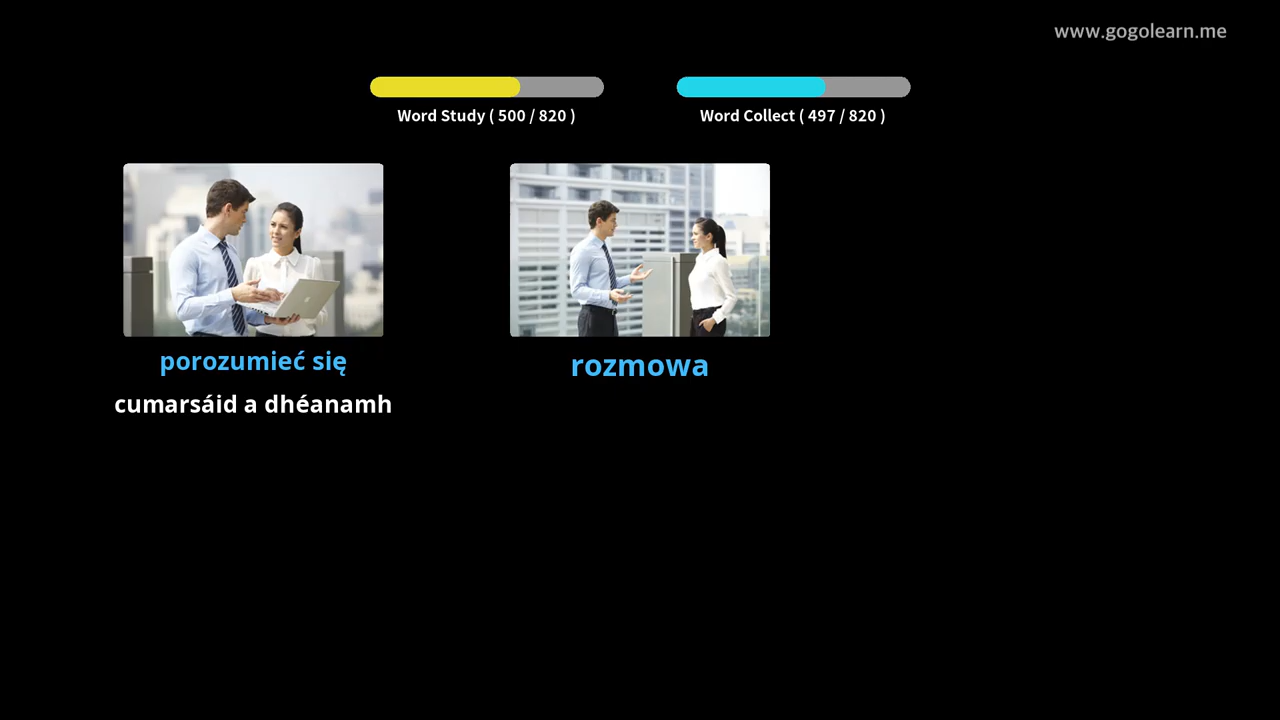 www.gogolearn.me
Word Study ( 500 / 820 )
Word Collect ( 497 / 820 )
porozumieć się
rozmowa
cumarsáid a dhéanamh